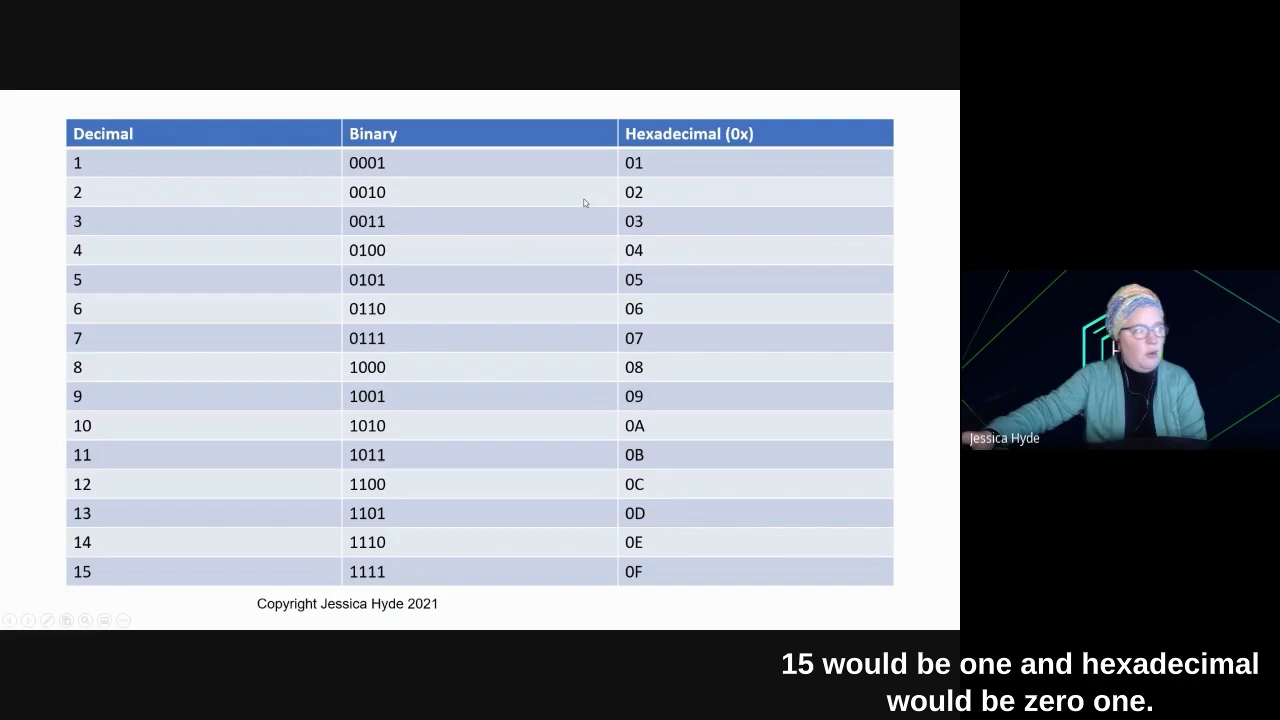 Decimal Binary Hexadecimal (0x)
1 0001 01
2 0010 02
3 0011 03
4 0100 04
5 0101 05
6 0110 06
7 0111 07
8 1000 08
9 1001 09
10 1010 0A
11 1011 0B
12 1100 0C
13 1101 0D
14 1110 0E
15 1111 0F
Copyright Jessica Hyde 2021
H
Jessica Hyde
15 would be one and hexadecimal
would be zero one.